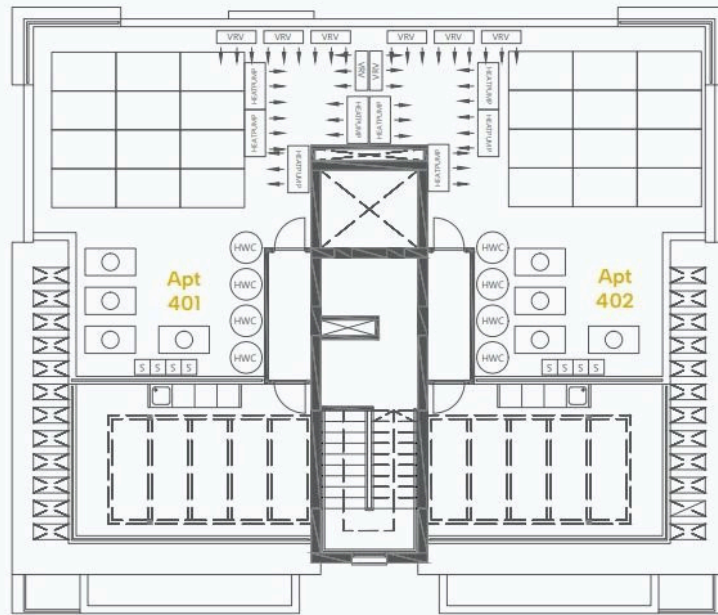 VRV VRV VRV VRV VRV VRV
VRV VRV
HEATPUMP HEATPUMP
HEATPUMP HEATPUMP HEATPUMP HEATPUMP
HEATPUMP HEATPUMP
HWC HWC
Apt
401
Apt
402
HWC HWC
HWC HWC
HWC HWC
S S S S S S S S